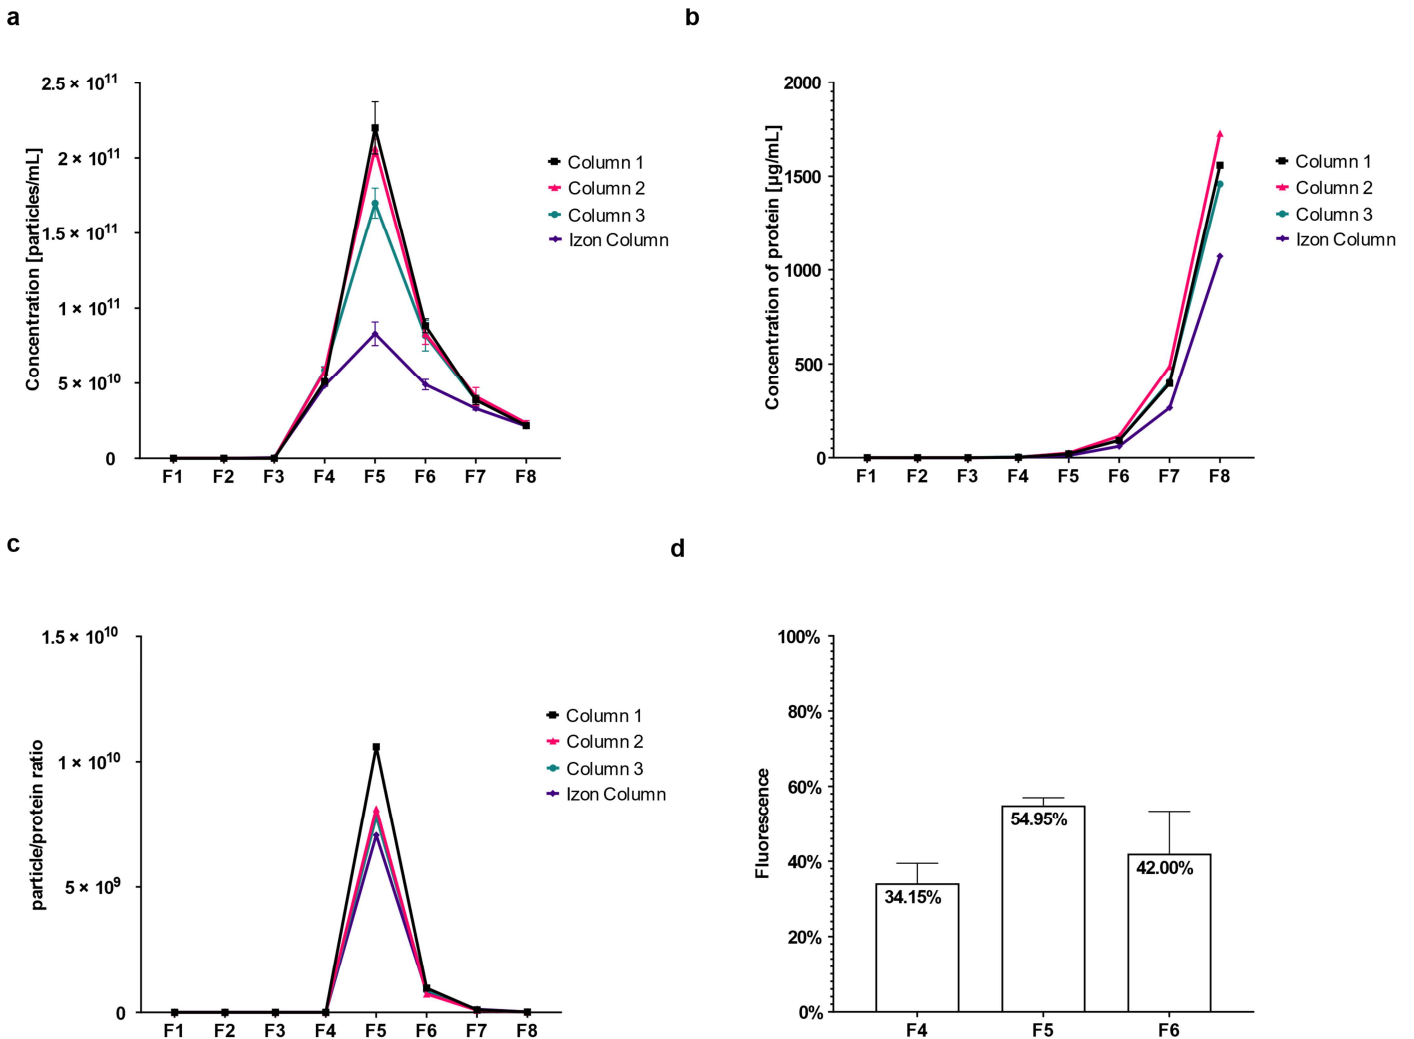 a
2.5 × 10¹¹
2 × 10¹¹
1.5 × 10¹¹
1 × 10¹¹
5 × 10¹⁰
0
Concentration [particles/mL]
F1 F2 F3 F4 F5 F6 F7 F8
Column 1
Column 2
Column 3
Izon Column
b
2000
1500
1000
500
0
Concentration of protein [µg/mL]
F1 F2 F3 F4 F5 F6 F7 F8
Column 1
Column 2
Column 3
Izon Column
c
1.5 × 10¹⁰
1 × 10¹⁰
5 × 10⁹
0
particle/protein ratio
F1 F2 F3 F4 F5 F6 F7 F8
Column 1
Column 2
Column 3
Izon Column
d
100%
80%
60%
40%
20%
0%
Fluorescence
34.15%
54.95%
42.00%
F4 F5 F6